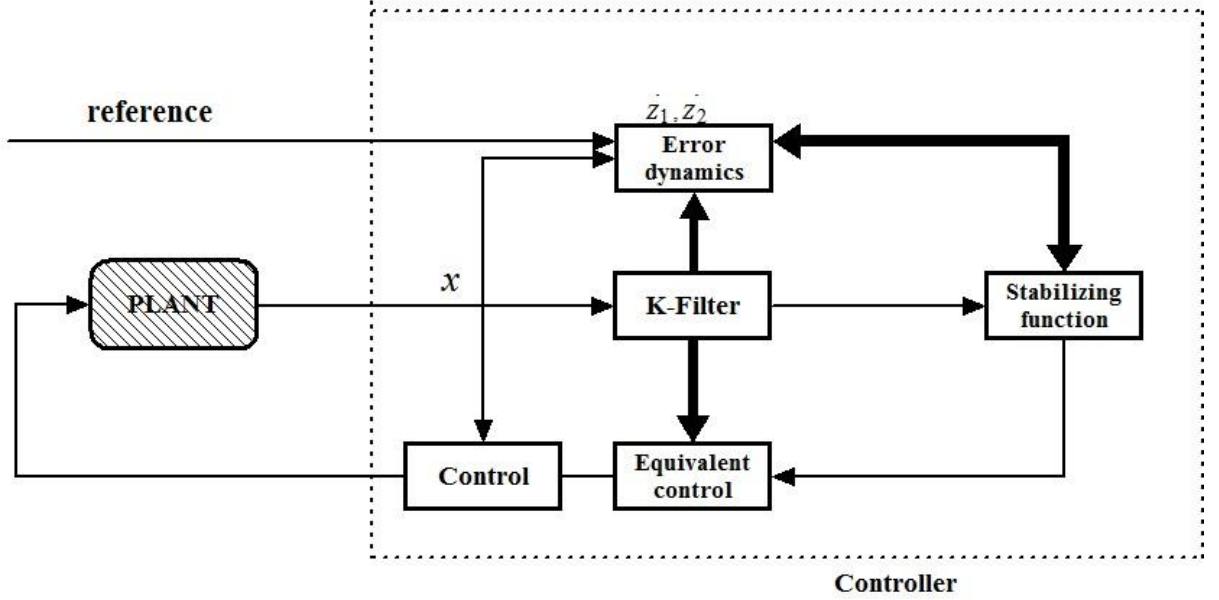 reference
z1, z2
Error
dynamics
PLANT
x
K-Filter
Stabilizing
function
Control
Equivalent
control
Controller